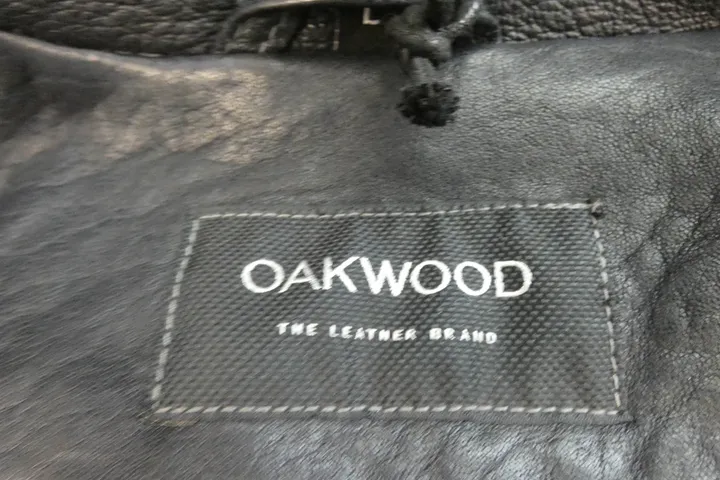 L
OAKWOOD
THE LEATHER BRAND